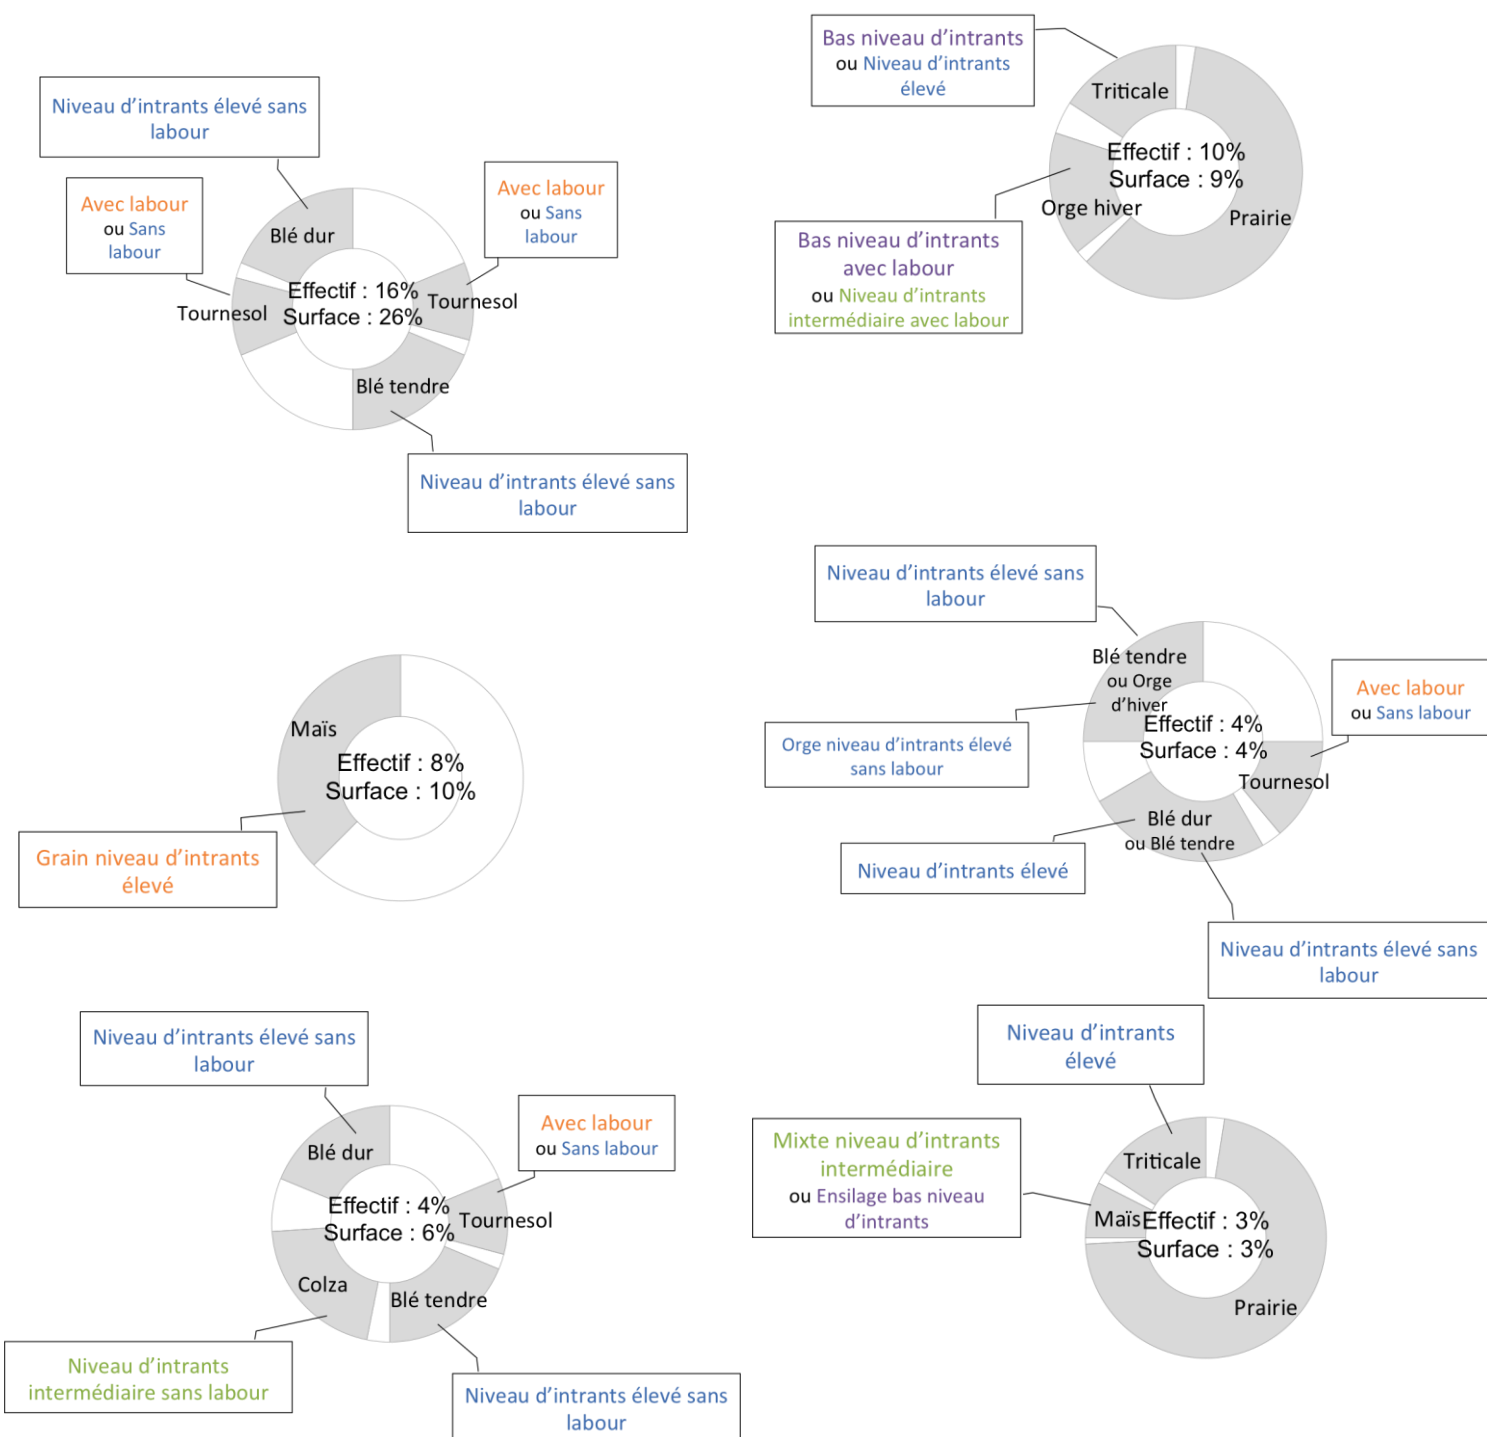 Niveau d’intrants élevé sans
labour
Avec labour
ou Sans
labour
Avec labour
ou Sans
labour
Blé dur
Tournesol
Effectif : 16%
Surface : 26%
Tournesol
Blé tendre
Niveau d’intrants élevé sans
labour
Bas niveau d’intrants
ou Niveau d’intrants
élevé
Triticale
Effectif : 10%
Surface : 9%
Orge hiver
Prairie
Bas niveau d’intrants
avec labour
ou Niveau d’intrants
intermédiaire avec labour
Maïs
Effectif : 8%
Surface : 10%
Grain niveau d’intrants
élevé
Niveau d’intrants élevé sans
labour
Blé tendre
ou Orge
d’hiver
Avec labour
ou Sans labour
Orge niveau d’intrants élevé
sans labour
Effectif : 4%
Surface : 4%
Tournesol
Blé dur
ou Blé tendre
Niveau d’intrants élevé
Niveau d’intrants élevé sans
labour
Niveau d’intrants élevé sans
labour
Avec labour
ou Sans labour
Blé dur
Effectif : 4%
Surface : 6%
Tournesol
Colza
Blé tendre
Niveau d’intrants
intermédiaire sans labour
Niveau d’intrants élevé sans
labour
Niveau d’intrants
élevé
Mixte niveau d’intrants
intermédiaire
ou Ensilage bas niveau
d’intrants
Triticale
Maïs
Effectif : 3%
Surface : 3%
Prairie